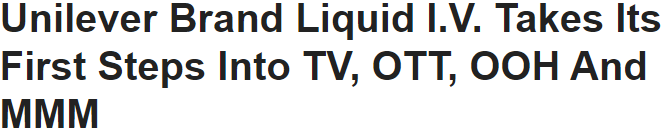 Unilever Brand Liquid I.V. Takes Its
First Steps Into TV, OTT, OOH And
MMM